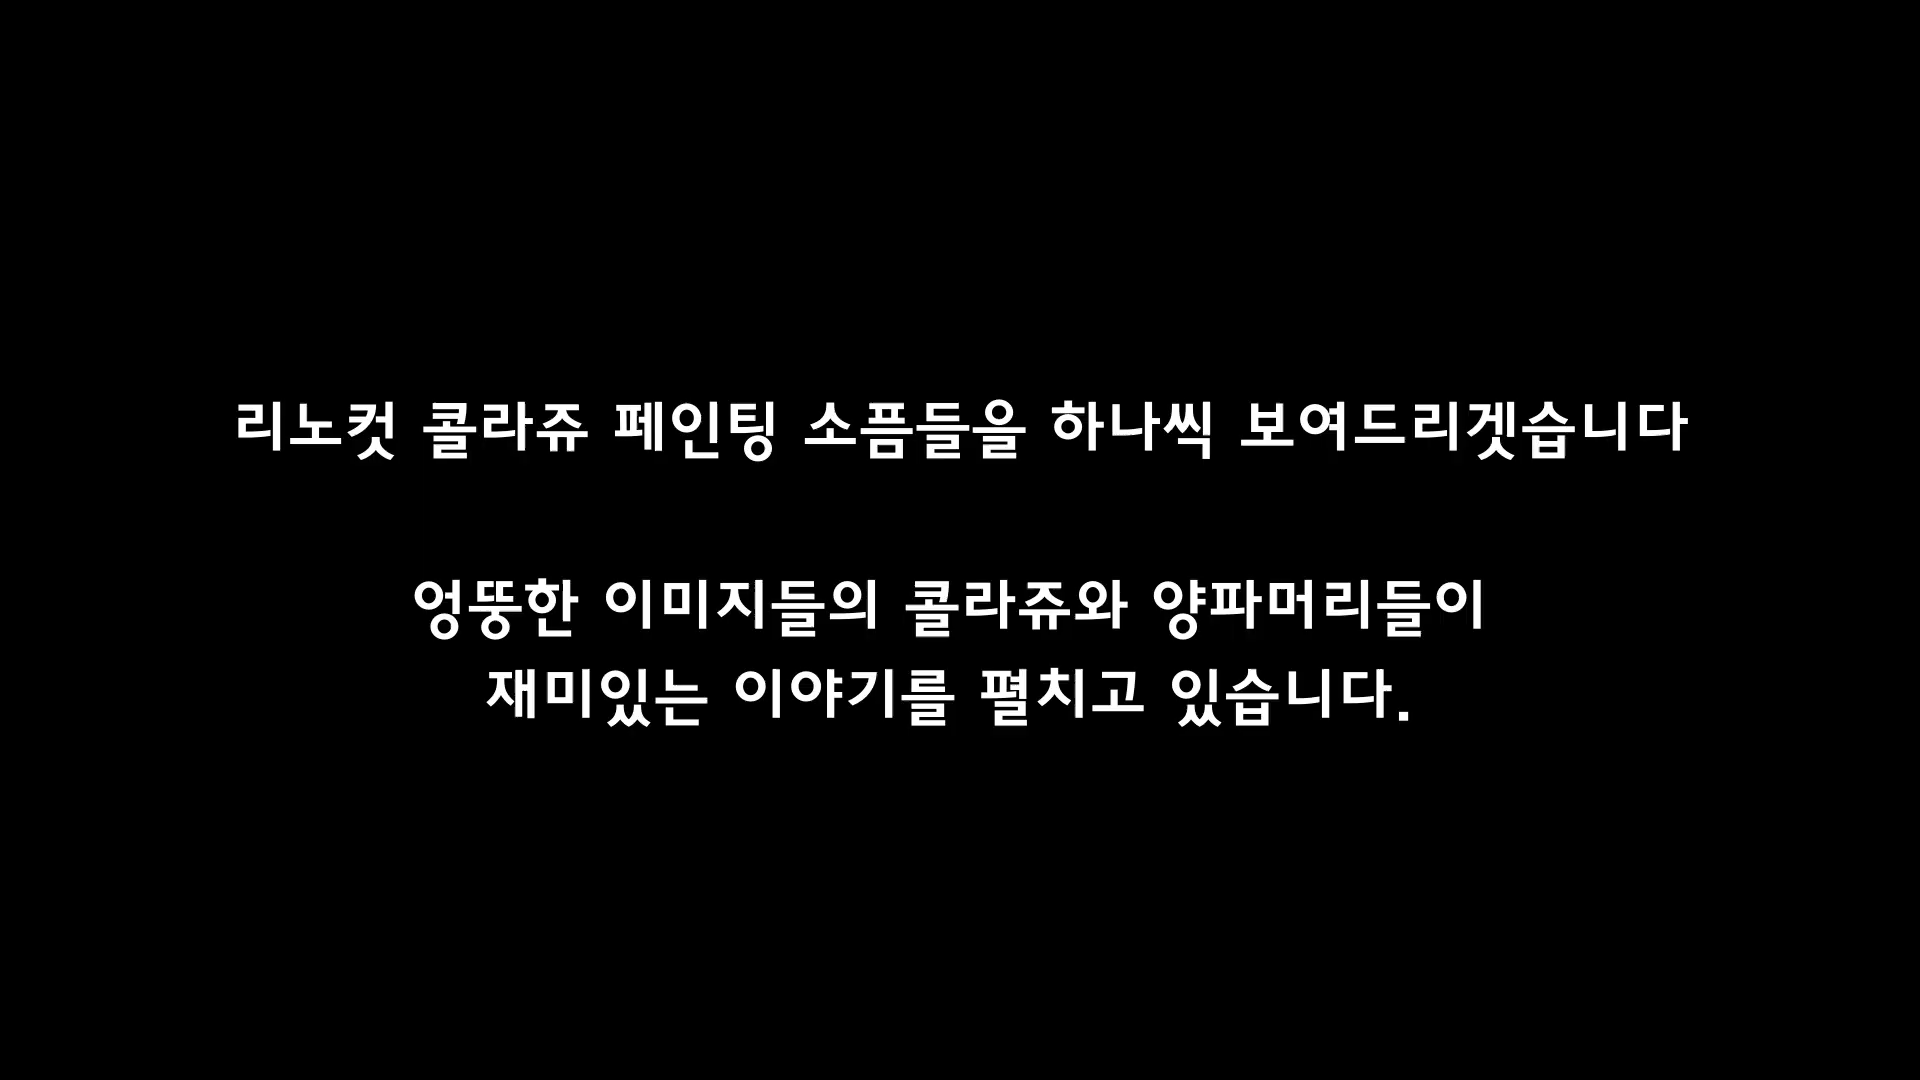 리노컷 콜라쥬 페인팅 소픔들을 하나씩 보여드리겟습니다
엉뚱한 이미지들의 콜라쥬와 양파머리들이
재미있는 이야기를 펼치고 있습니다.